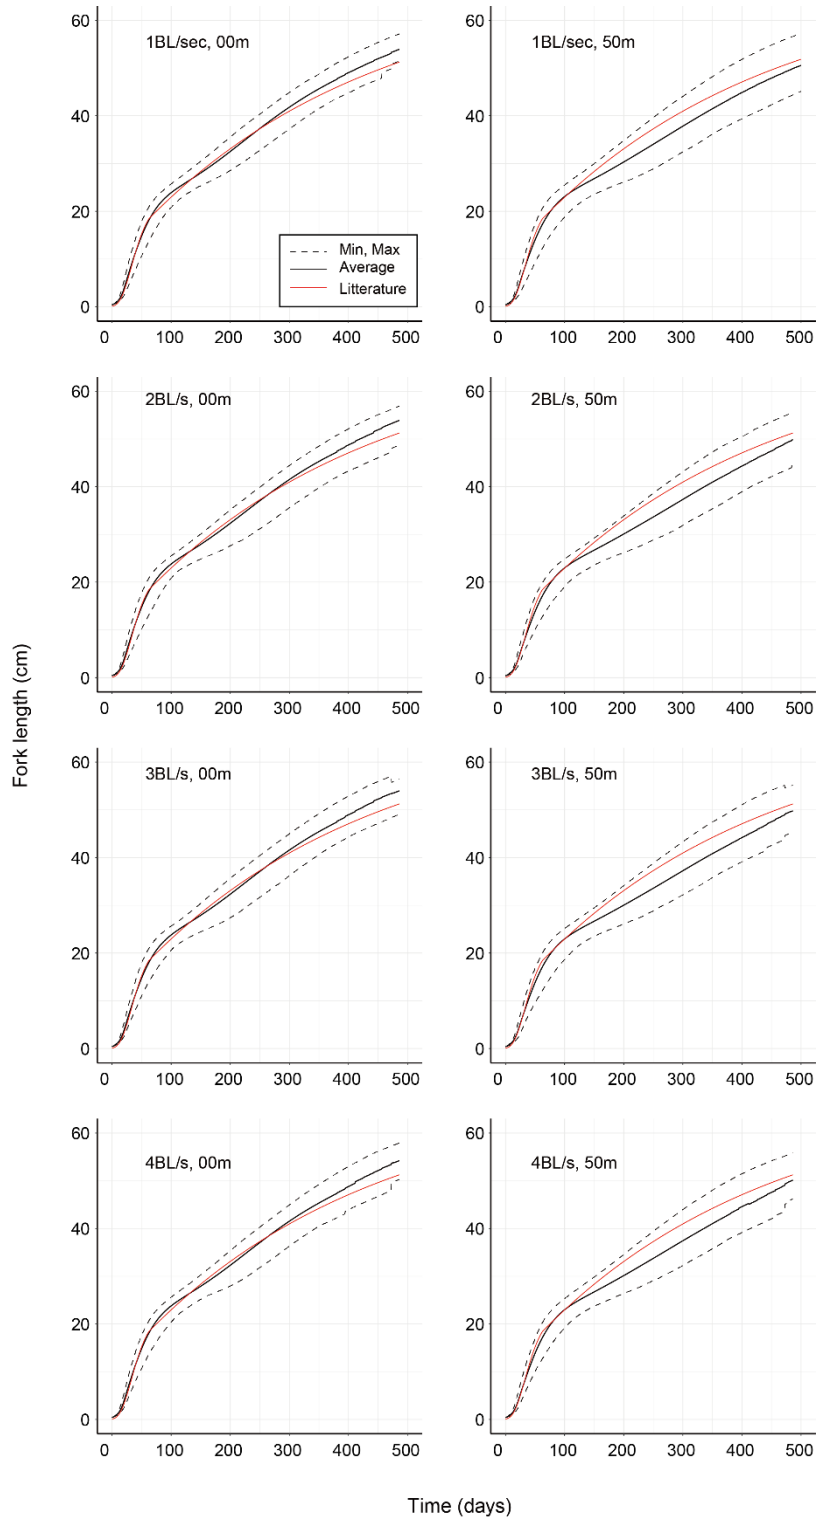 60
1BL/sec, 00m
40
20
0
Min, Max
Average
Litterature
0 100 200 300 400 500
60
1BL/sec, 50m
40
20
0
0 100 200 300 400 500
60
2BL/s, 00m
40
20
0
0 100 200 300 400 500
60
2BL/s, 50m
40
20
0
0 100 200 300 400 500
Fork length (cm)
60
3BL/s, 00m
40
20
0
0 100 200 300 400 500
60
3BL/s, 50m
40
20
0
0 100 200 300 400 500
60
4BL/s, 00m
40
20
0
0 100 200 300 400 500
60
4BL/s, 50m
40
20
0
0 100 200 300 400 500
Time (days)